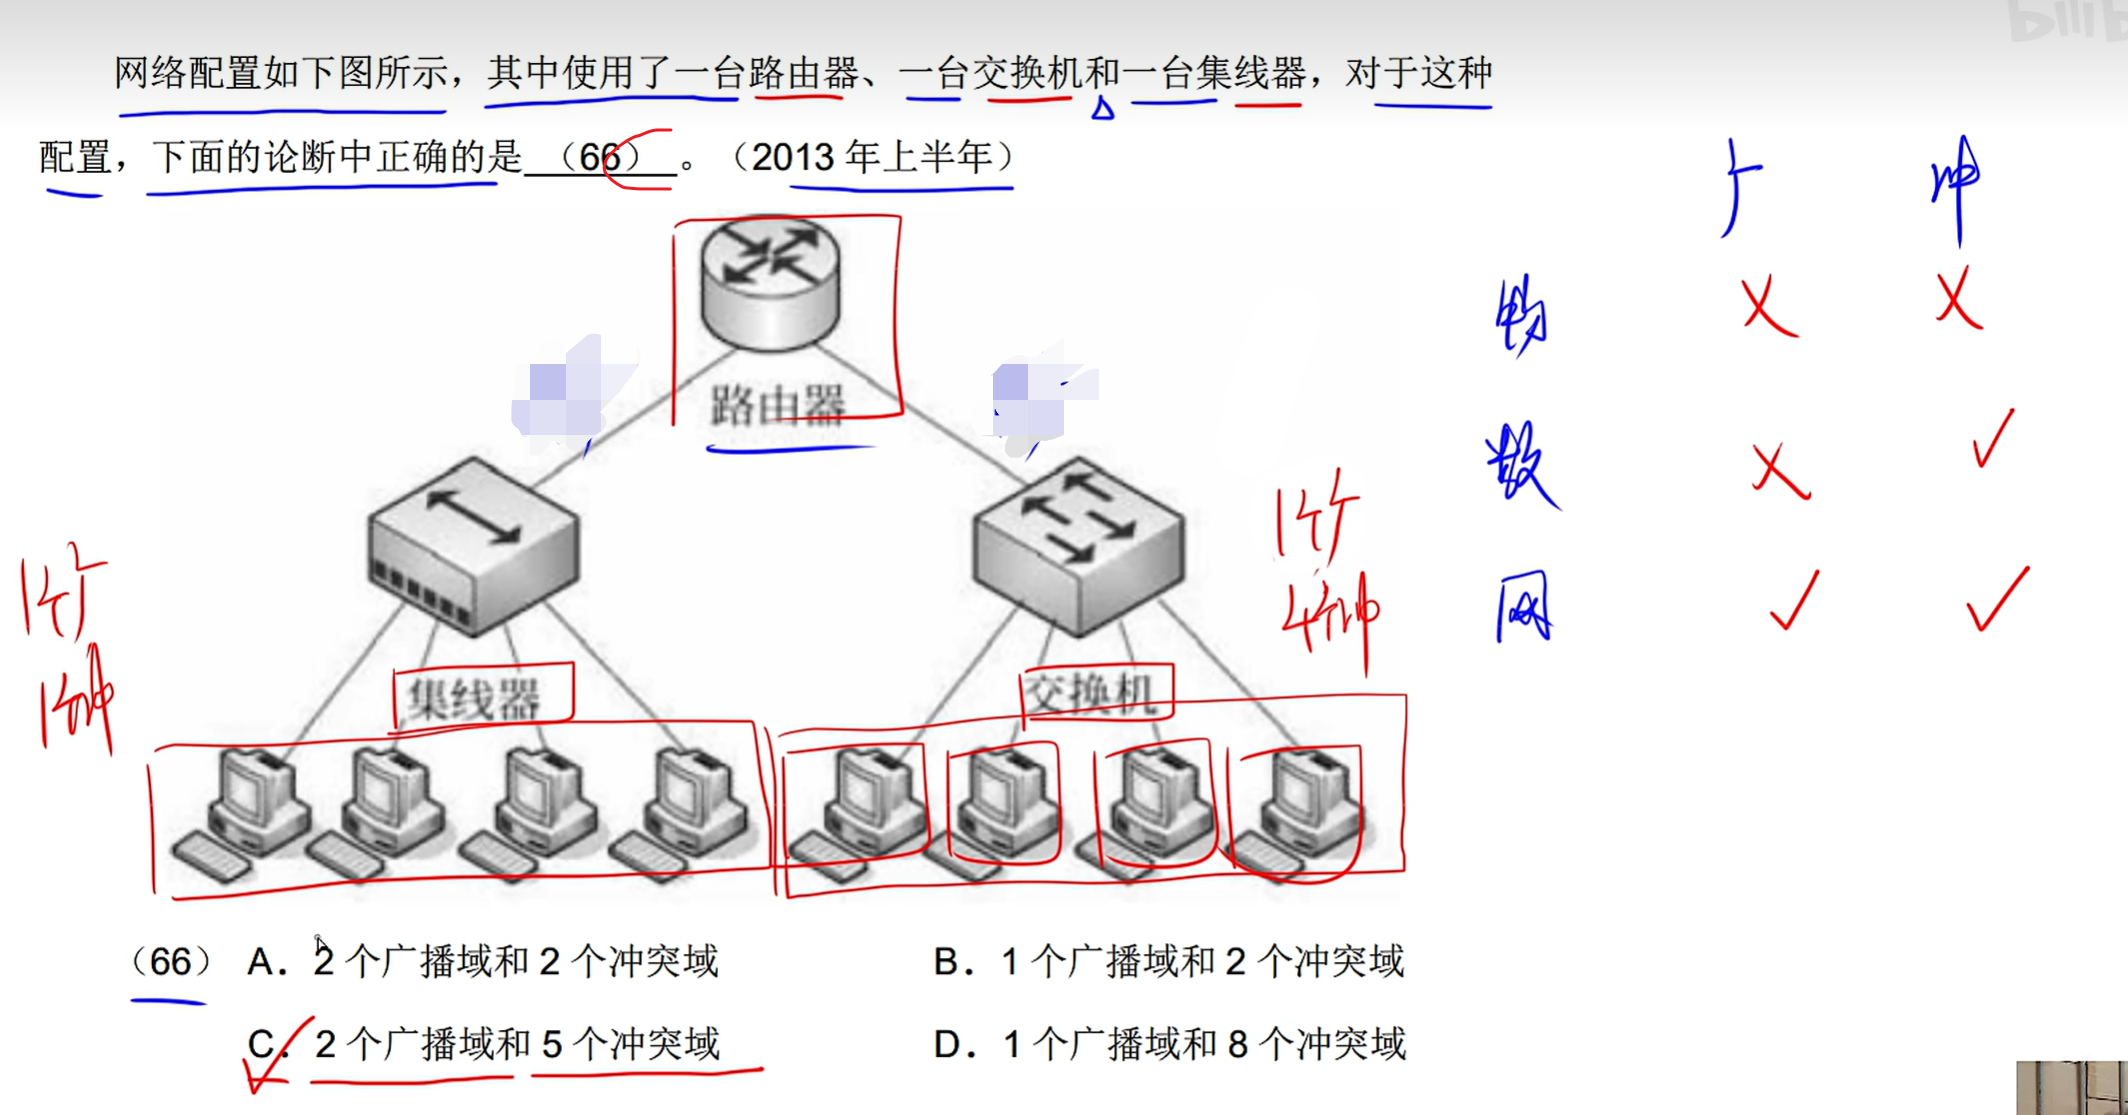 网络配置如下图所示，其中使用了一台路由器、一台交换机和一台集线器，对于这种
配置，下面的论断中正确的是（66）。（2013 年上半年）
广 冲
物
数
网
路由器
1个广
4个冲
1个广
1个冲
集线器
交换机
（66） A. 2 个广播域和 2 个冲突域 B. 1 个广播域和 2 个冲突域
C. 2 个广播域和 5 个冲突域 D. 1 个广播域和 8 个冲突域